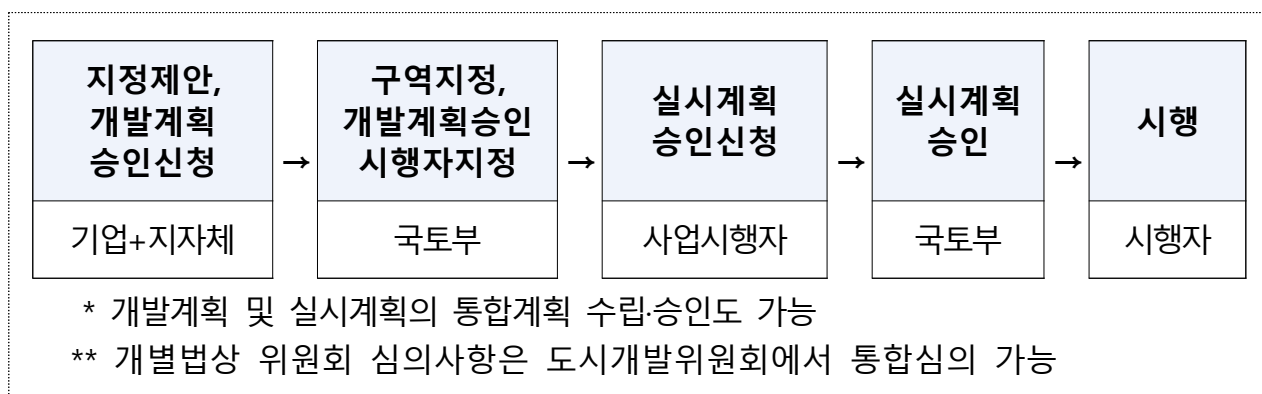 지정제안,
개발계획
승인신청
기업+지자체
→
구역지정,
개발계획승인
시행자지정
국토부
→
실시계획
승인신청
사업시행자
→
실시계획
승인
국토부
→
시행
시행자
* 개발계획 및 실시계획의 통합계획 수립·승인도 가능
** 개별법상 위원회 심의사항은 도시개발위원회에서 통합심의 가능